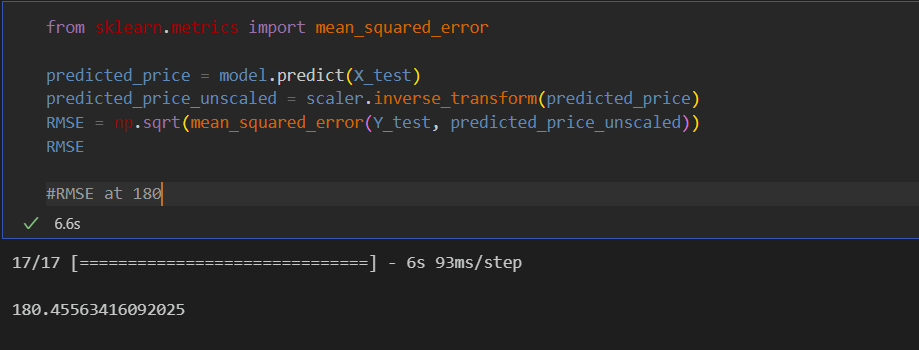 from sklearn.metrics import mean_squared_error
predicted_price = model.predict(X_test)
predicted_price_unscaled = scaler.inverse_transform(predicted_price)
RMSE = np.sqrt(mean_squared_error(Y_test, predicted_price_unscaled))
RMSE
#RMSE at 180
6.6s
17/17 [==============================] - 6s 93ms/step
180.45563416092025